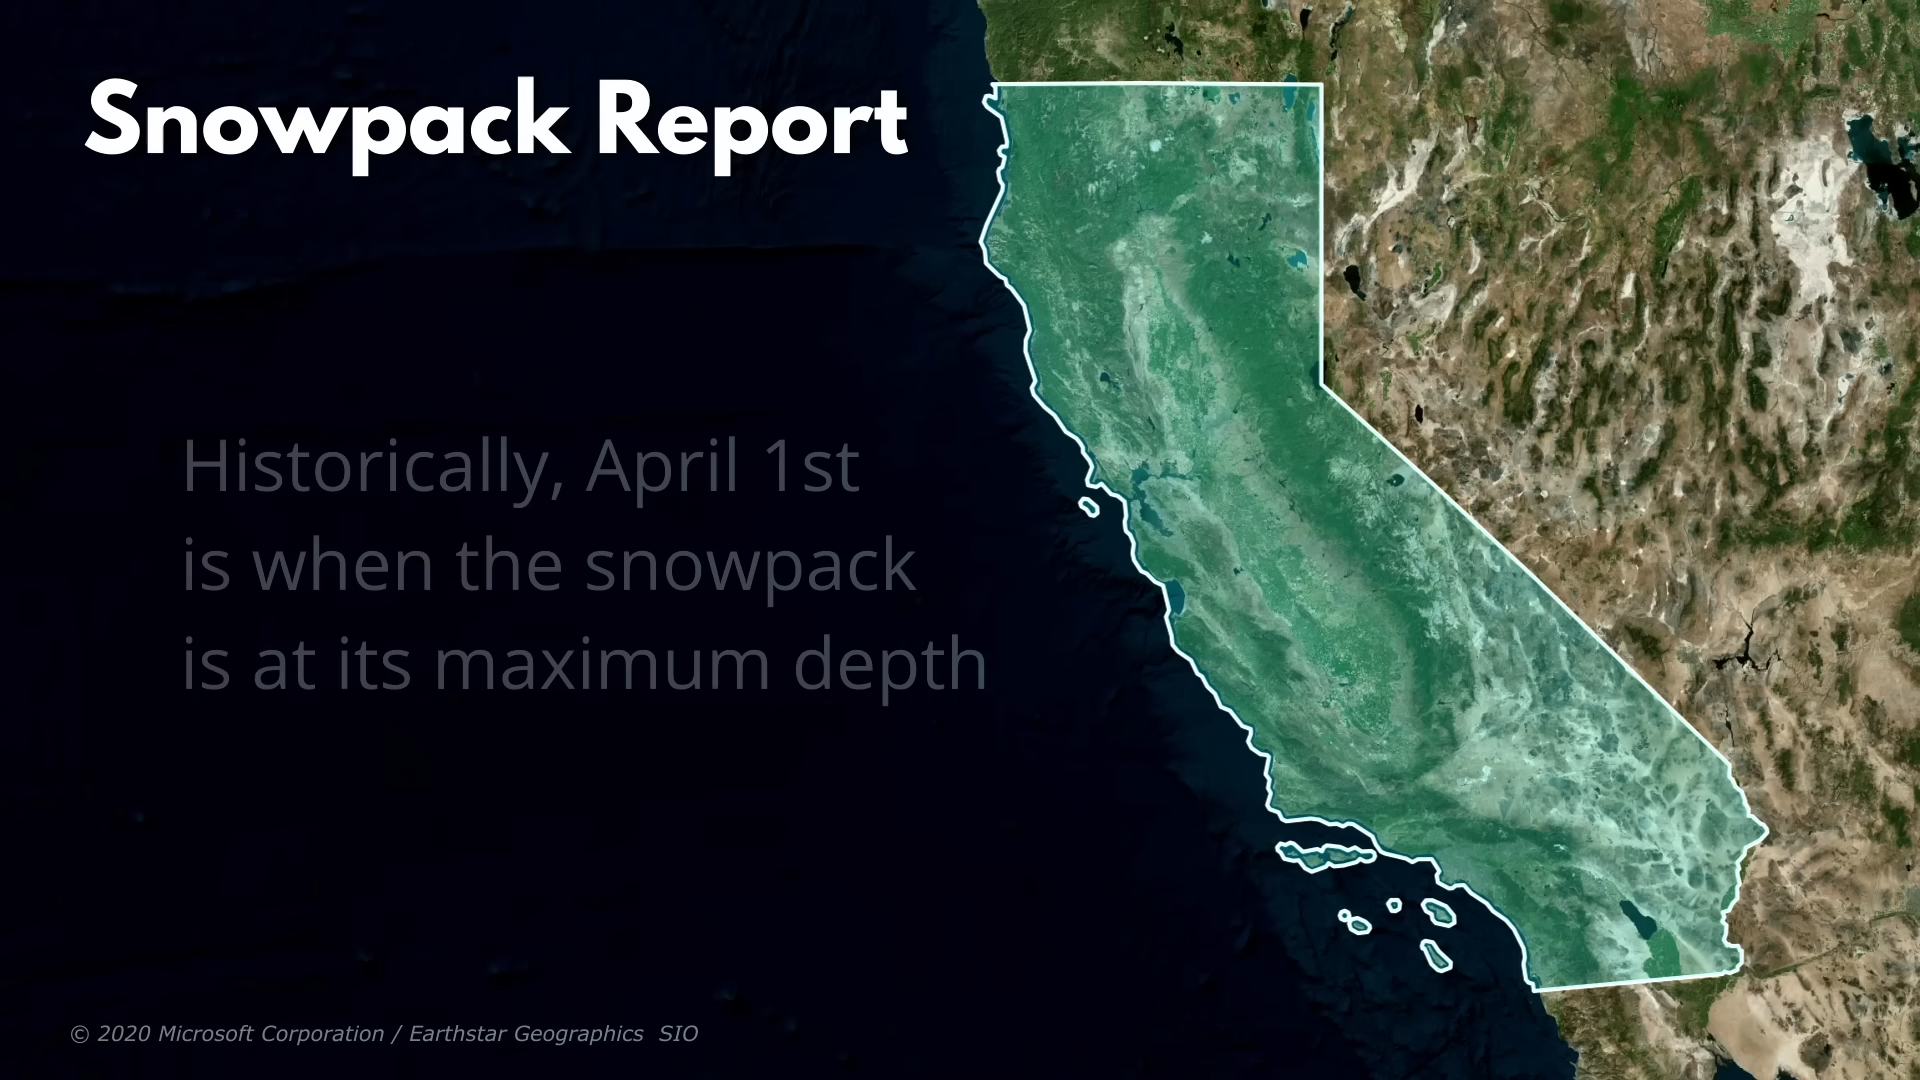 Snowpack Report
Historically, April 1st
is when the snowpack
is at its maximum depth
© 2020 Microsoft Corporation / Earthstar Geographics  SIO